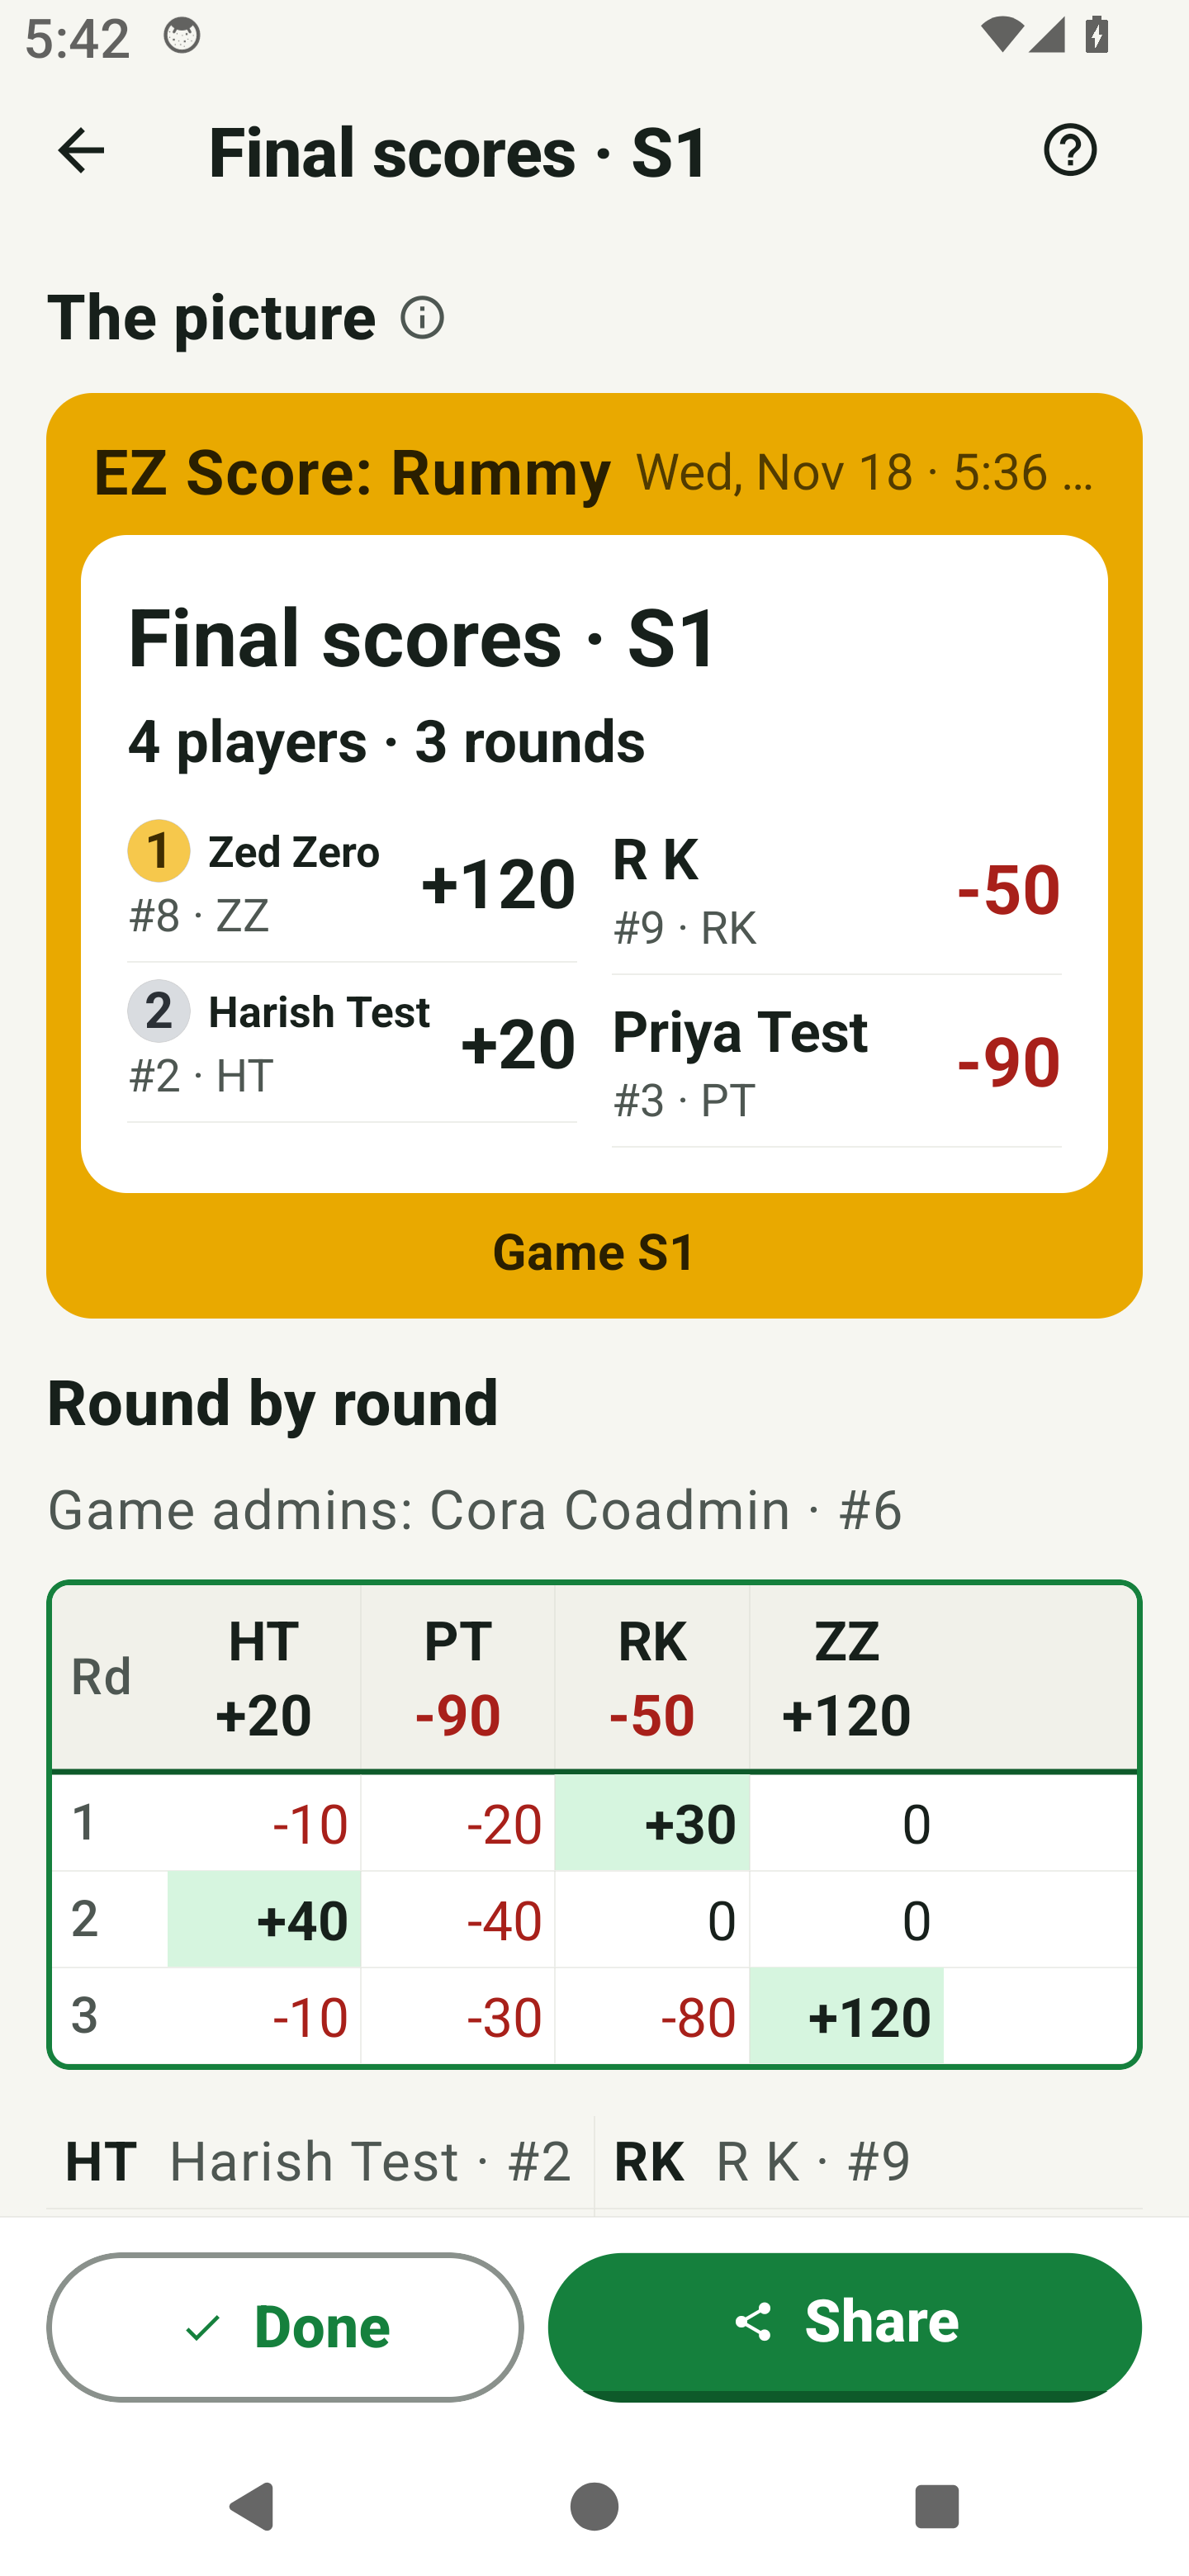 5:42
Final scores · S1
The picture
EZ Score: Rummy Wed, Nov 18 · 5:36 ...
Final scores · S1
4 players · 3 rounds
1 Zed Zero +120
#8 · ZZ
2 Harish Test +20
#2 · HT
R K -50
#9 · RK
Priya Test -90
#3 · PT
Game S1
Round by round
Game admins: Cora Coadmin · #6
Rd HT PT RK ZZ
+20 -90 -50 +120
1 -10 -20 +30 0
2 +40 -40 0 0
3 -10 -30 -80 +120
HT Harish Test · #2 RK R K · #9
Done Share